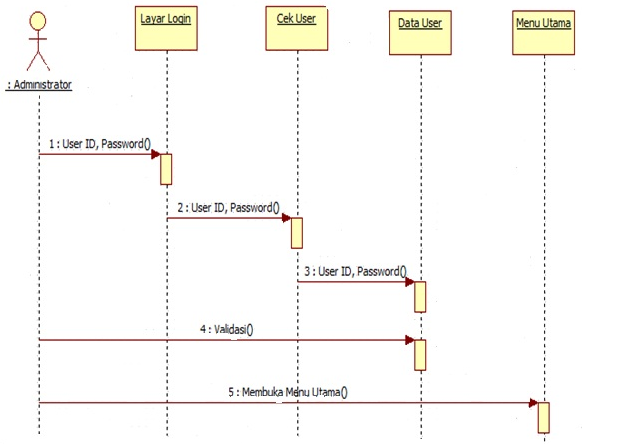 Layar Login
Cek User
Data User
Menu Utama
: Administrator
1 : User ID, Password()
2 : User ID, Password()
3 : User ID, Password()
4 : Validasi()
5 : Membuka Menu Utama()